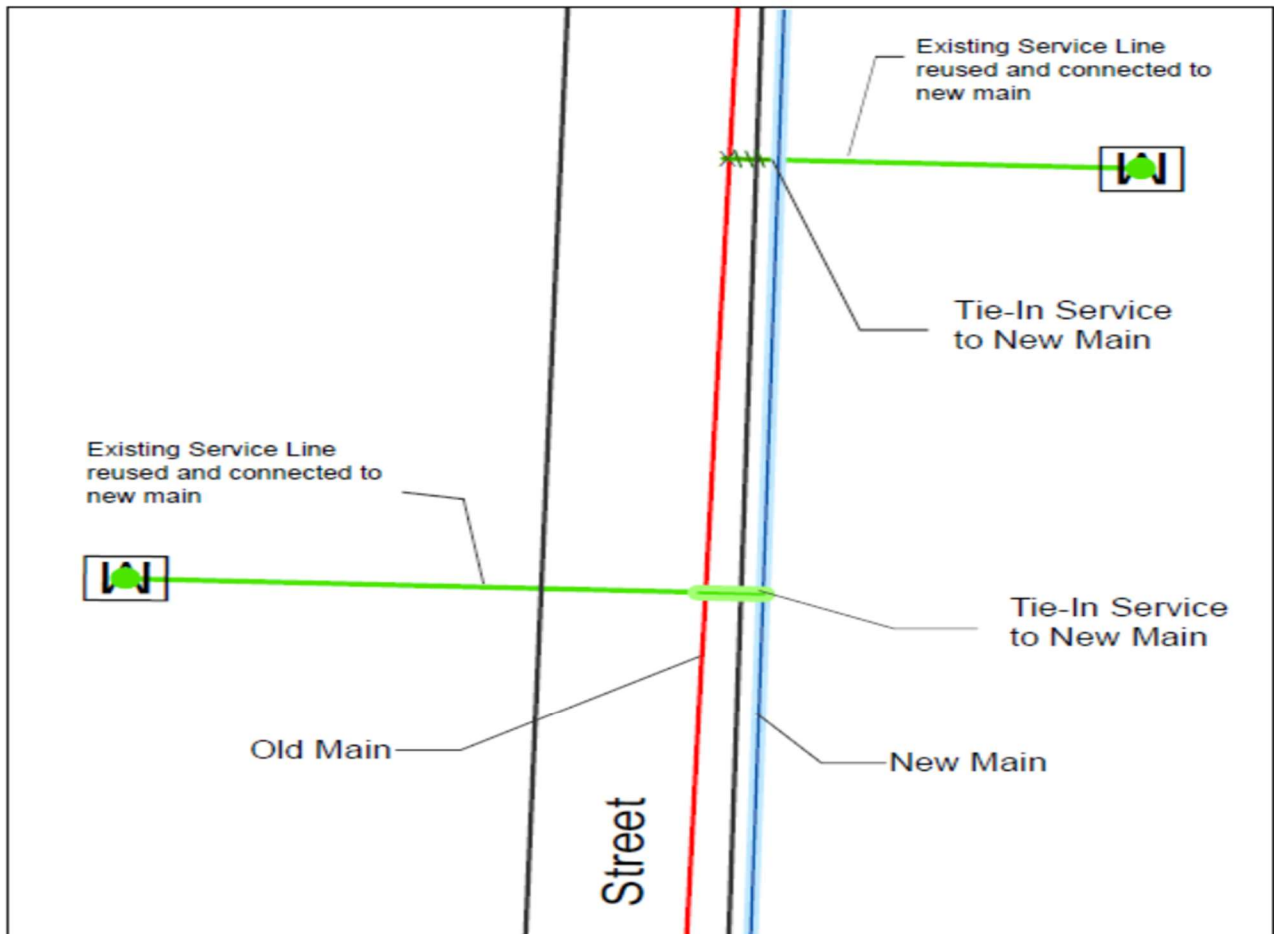 Existing Service Line
reused and connected to
new main
M
Tie-In Service
to New Main
Existing Service Line
reused and connected to
new main
M
Tie-In Service
to New Main
Old Main
New Main
Street